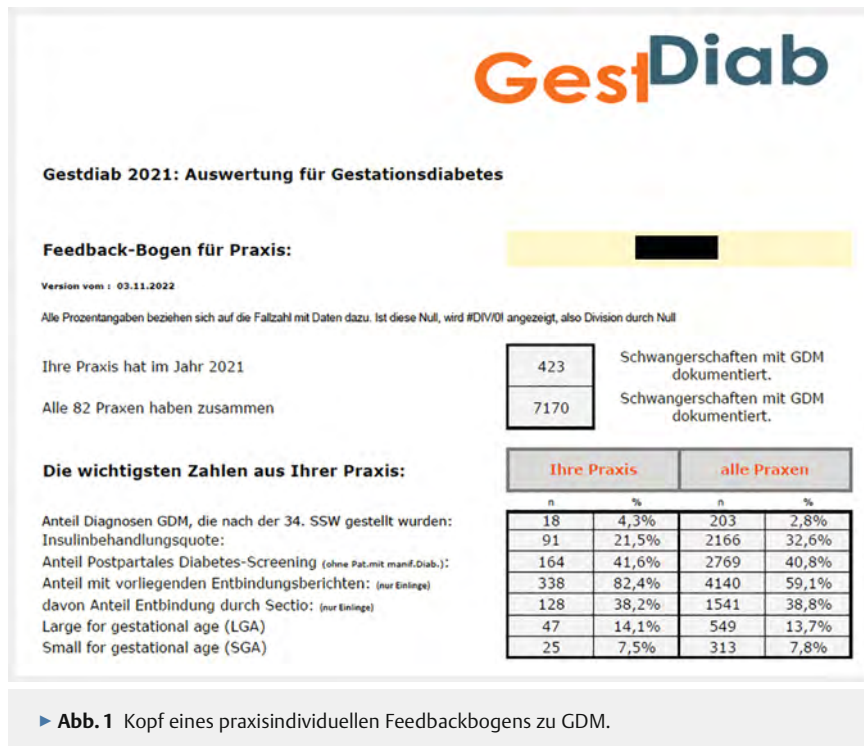 GestDiab
Gestdiab 2021: Auswertung für Gestationsdiabetes
Feedback-Bogen für Praxis:
Version vom : 03.11.2022
Alle Prozentangaben beziehen sich auf die Fallzahl mit Daten dazu. Ist diese Null, wird #DIV/0! angezeigt, also Division durch Null
Ihre Praxis hat im Jahr 2021 423 Schwangerschaften mit GDM
dokumentiert.
Alle 82 Praxen haben zusammen 7170 Schwangerschaften mit GDM
dokumentiert.
Die wichtigsten Zahlen aus Ihrer Praxis: Ihre Praxis alle Praxen
n % n %
Anteil Diagnosen GDM, die nach der 34. SSW gestellt wurden: 18 4,3% 203 2,8%
Insulinbehandlungsquote: 91 21,5% 2166 32,6%
Anteil Postpartales Diabetes-Screening (ohne Pat.mit manif.Diab.): 164 41,6% 2769 40,8%
Anteil mit vorliegenden Entbindungsberichten: (nur Einlinge) 338 82,4% 4140 59,1%
davon Anteil Entbindung durch Sectio: (nur Einlinge) 128 38,2% 1541 38,8%
Large for gestational age (LGA) 47 14,1% 549 13,7%
Small for gestational age (SGA) 25 7,5% 313 7,8%
▶ Abb. 1 Kopf eines praxisindividuellen Feedbackbogens zu GDM.